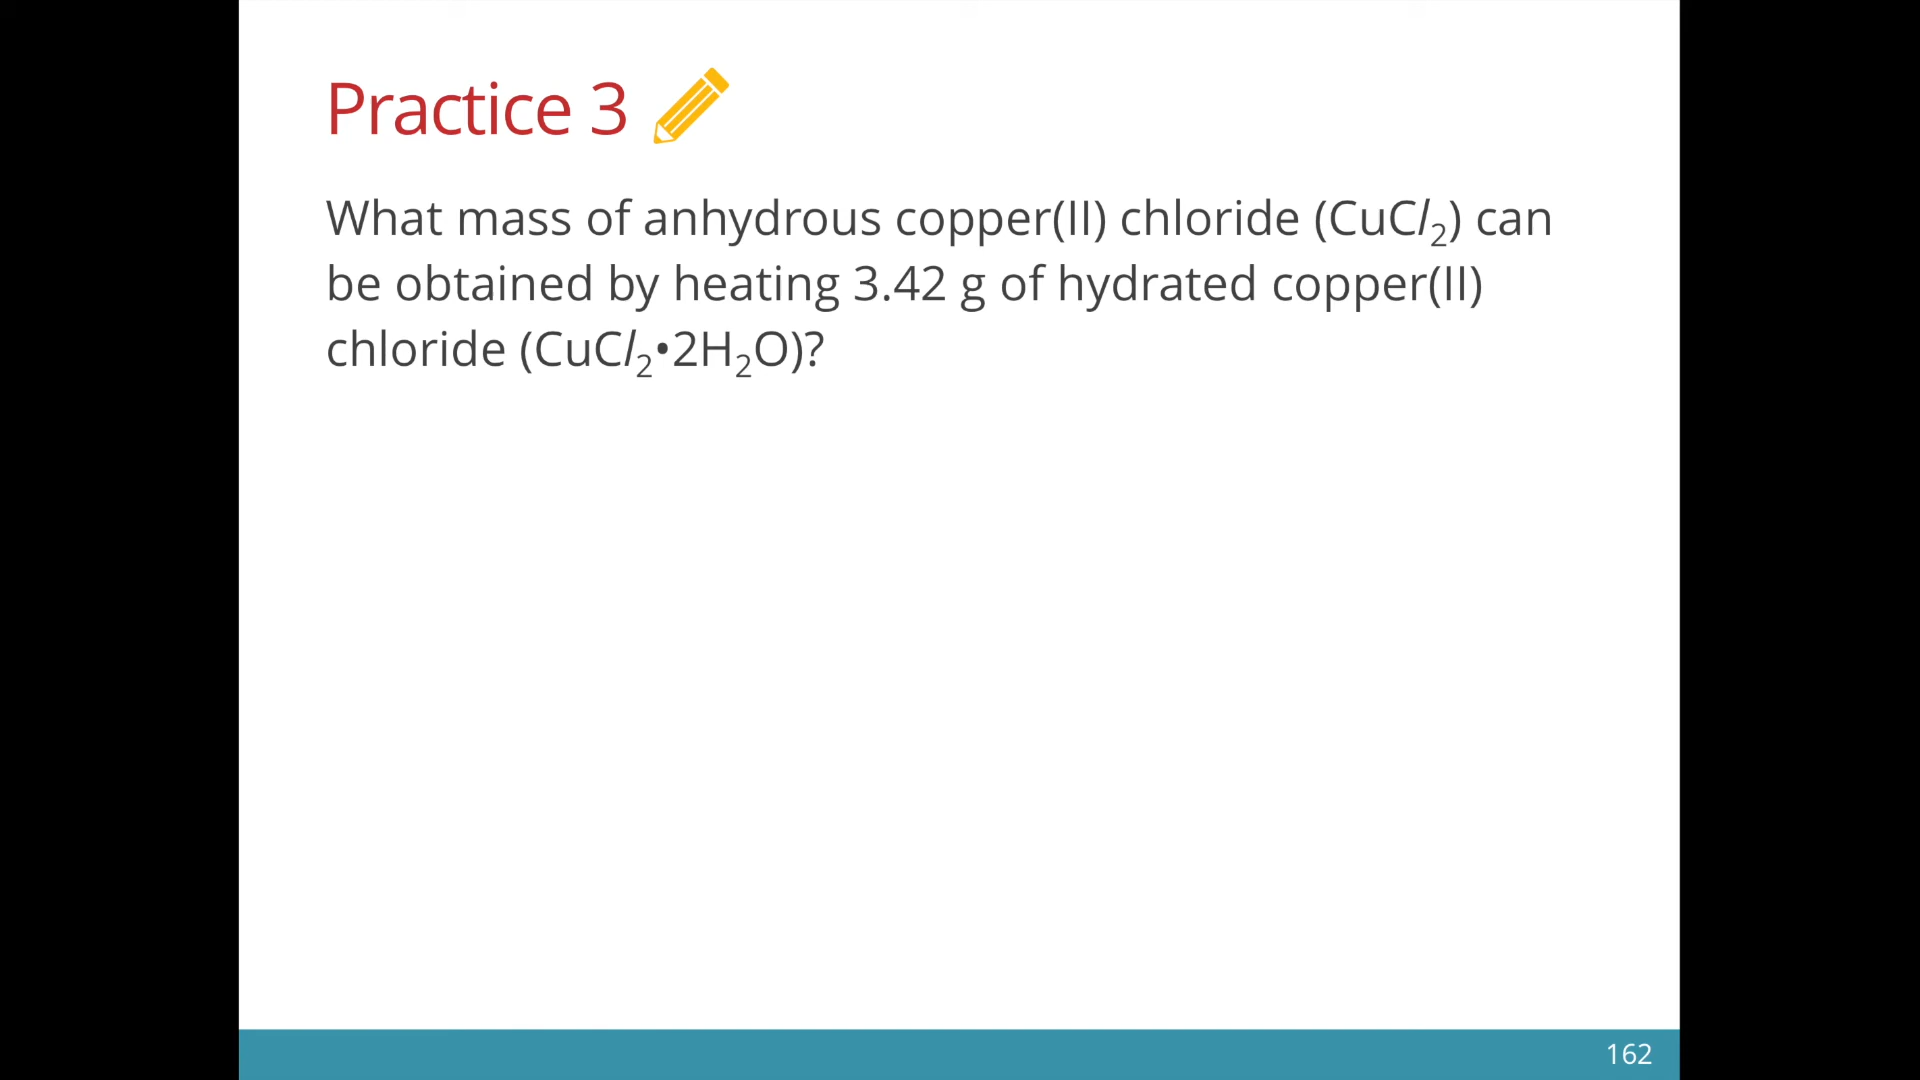 Practice 3
What mass of anhydrous copper(II) chloride (CuCl₂) can
be obtained by heating 3.42 g of hydrated copper(II)
chloride (CuCl₂•2H₂O)?
162